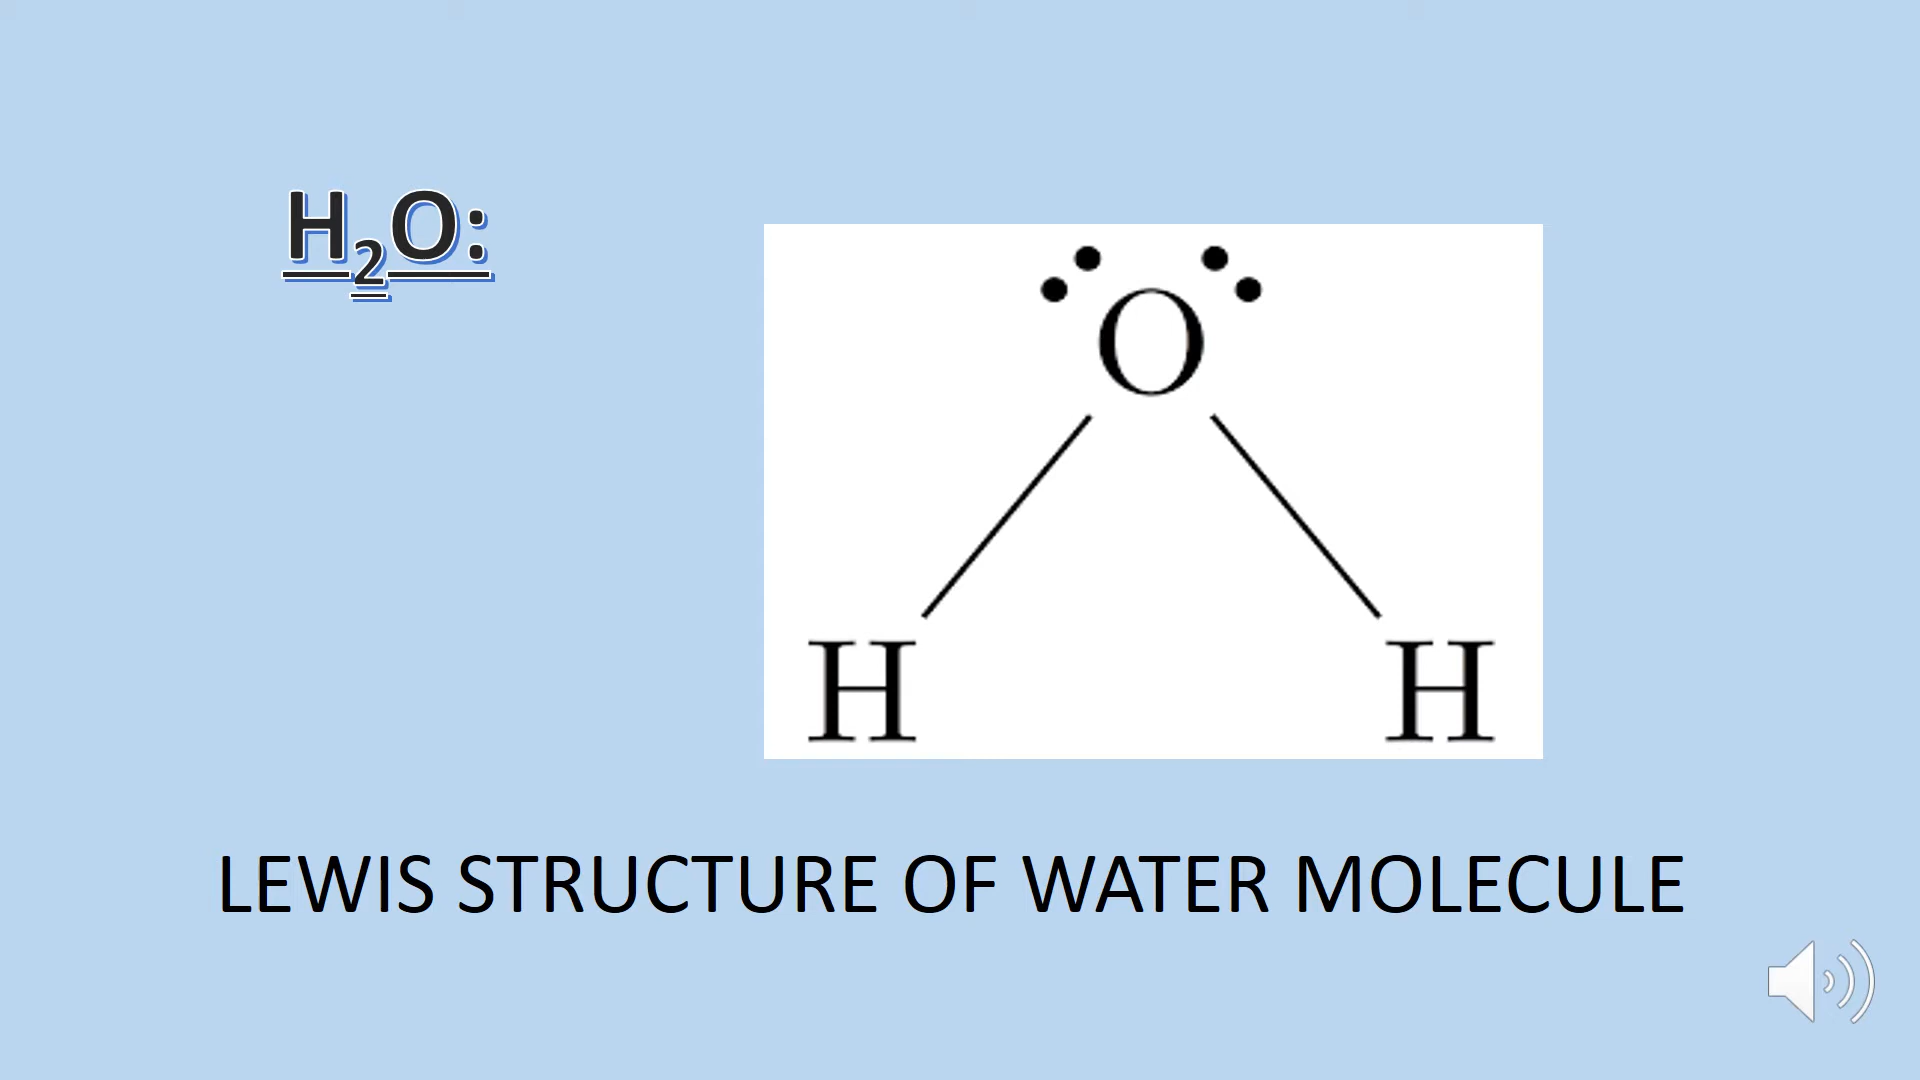 H₂O:
O
H H
LEWIS STRUCTURE OF WATER MOLECULE